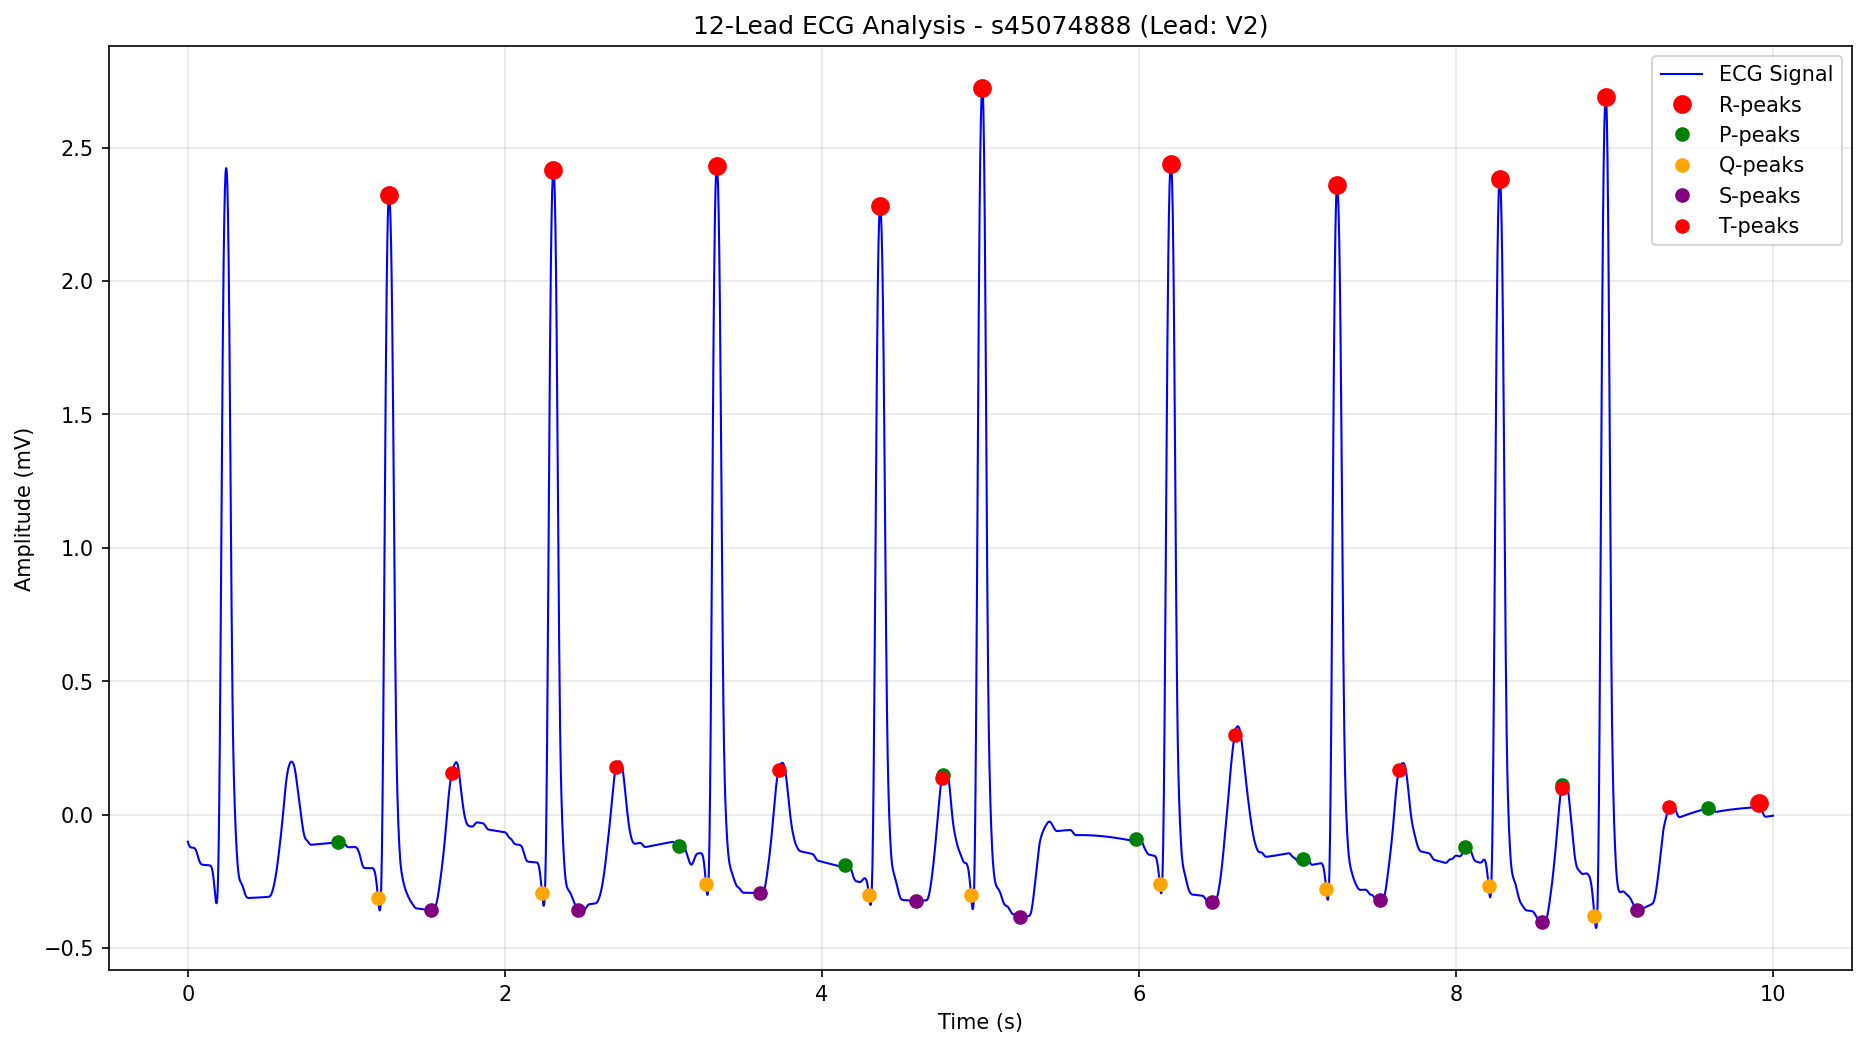 12-Lead ECG Analysis - s45074888 (Lead: V2)
ECG Signal
R-peaks
P-peaks
Q-peaks
S-peaks
T-peaks
Amplitude (mV)
2.5
2.0
1.5
1.0
0.5
0.0
−0.5
0 2 4 6 8 10
Time (s)